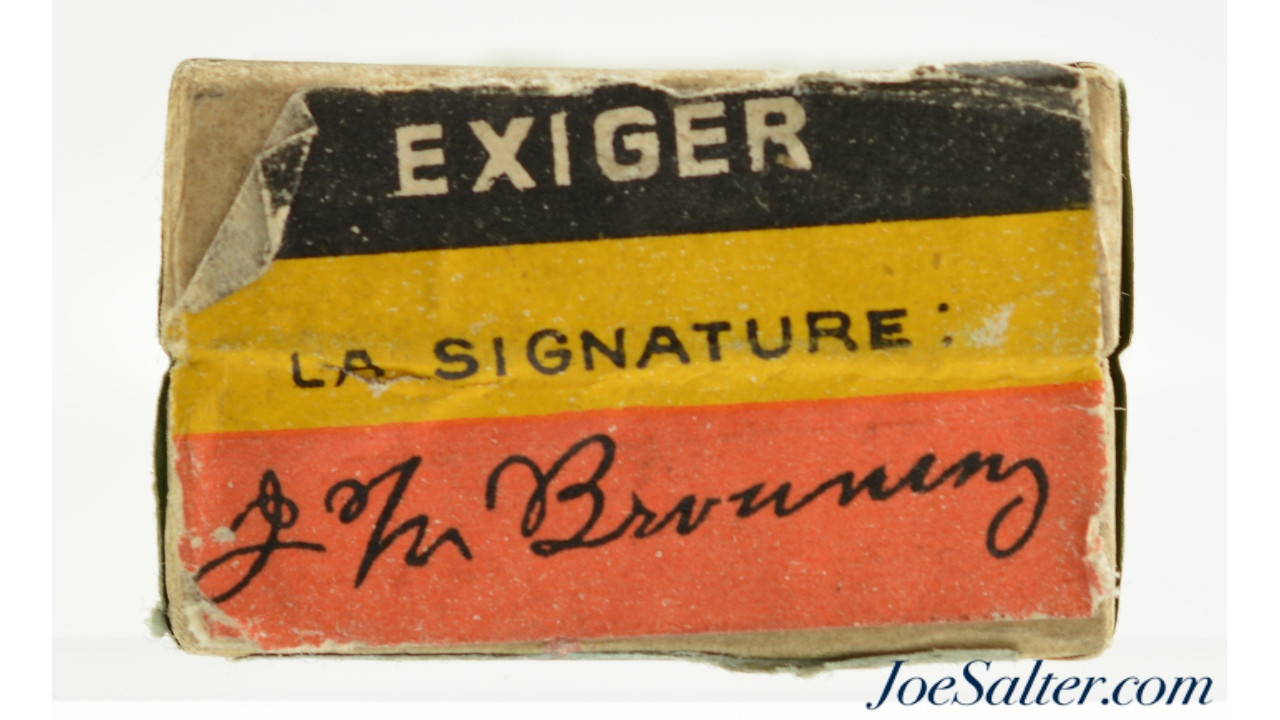 EXIGER
LA SIGNATURE:
J M Browning
JoeSalter.com